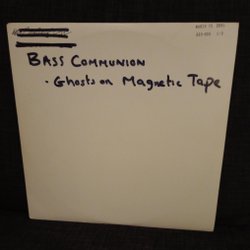 BASS COMMUNION
· Ghosts on Magnetic Tape